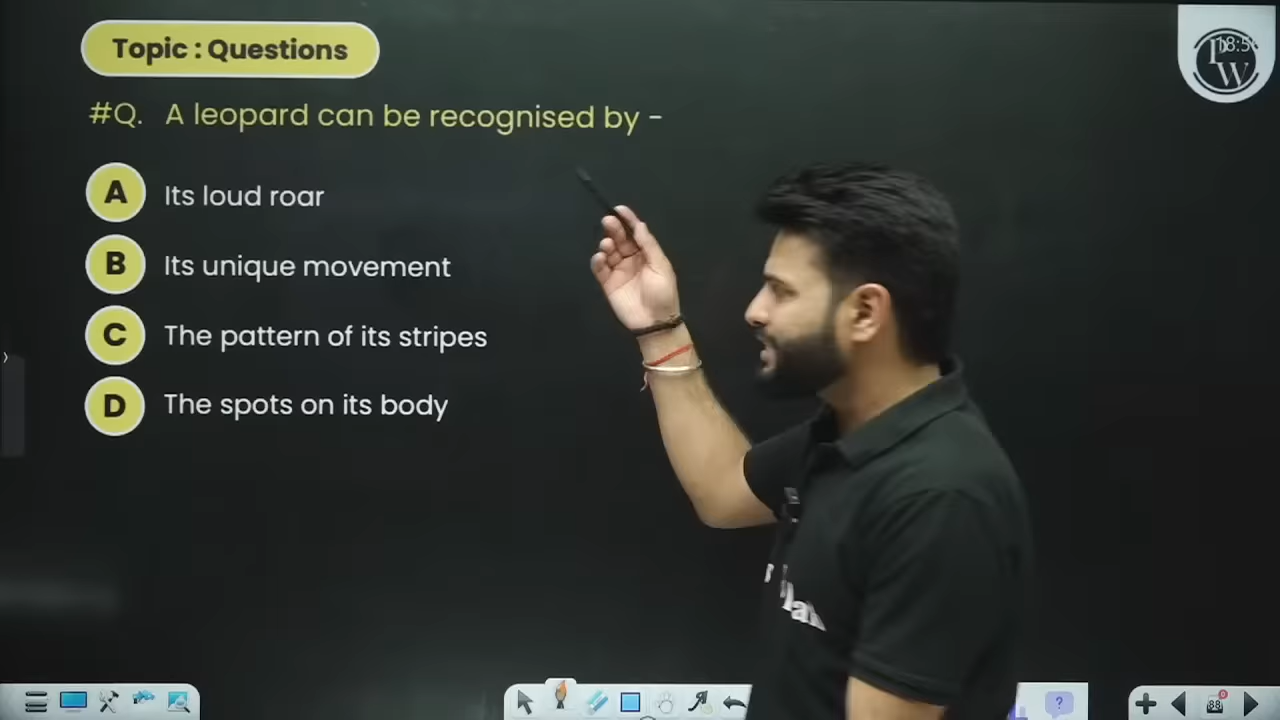 Topic : Questions
#Q. A leopard can be recognised by -
A Its loud roar
B Its unique movement
C The pattern of its stripes
D The spots on its body